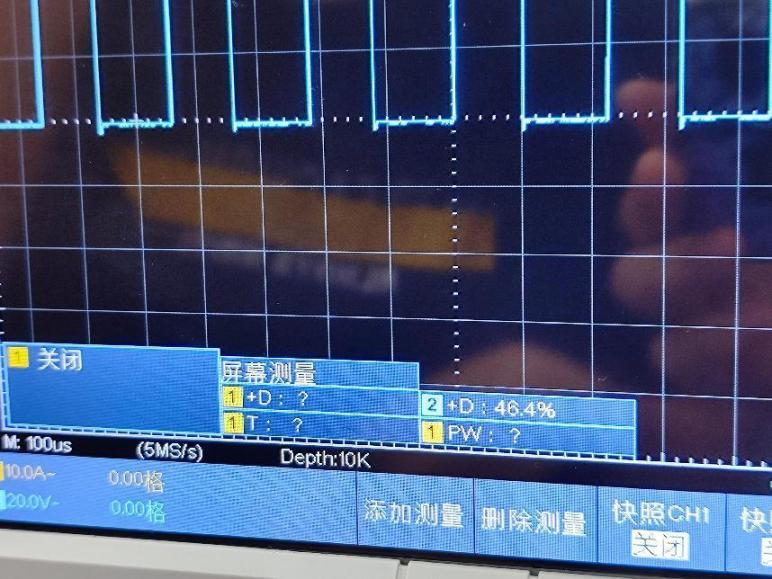 1 关闭
屏幕测量
1 +D : ?
2 +D : 46.4%
1 T : ?
1 PW : ?
M: 100us (5MS/s) Depth:10K
10.0A~ 0.00格
20.0V~ 0.00格
添加测量
删除测量
快照CH1
关闭